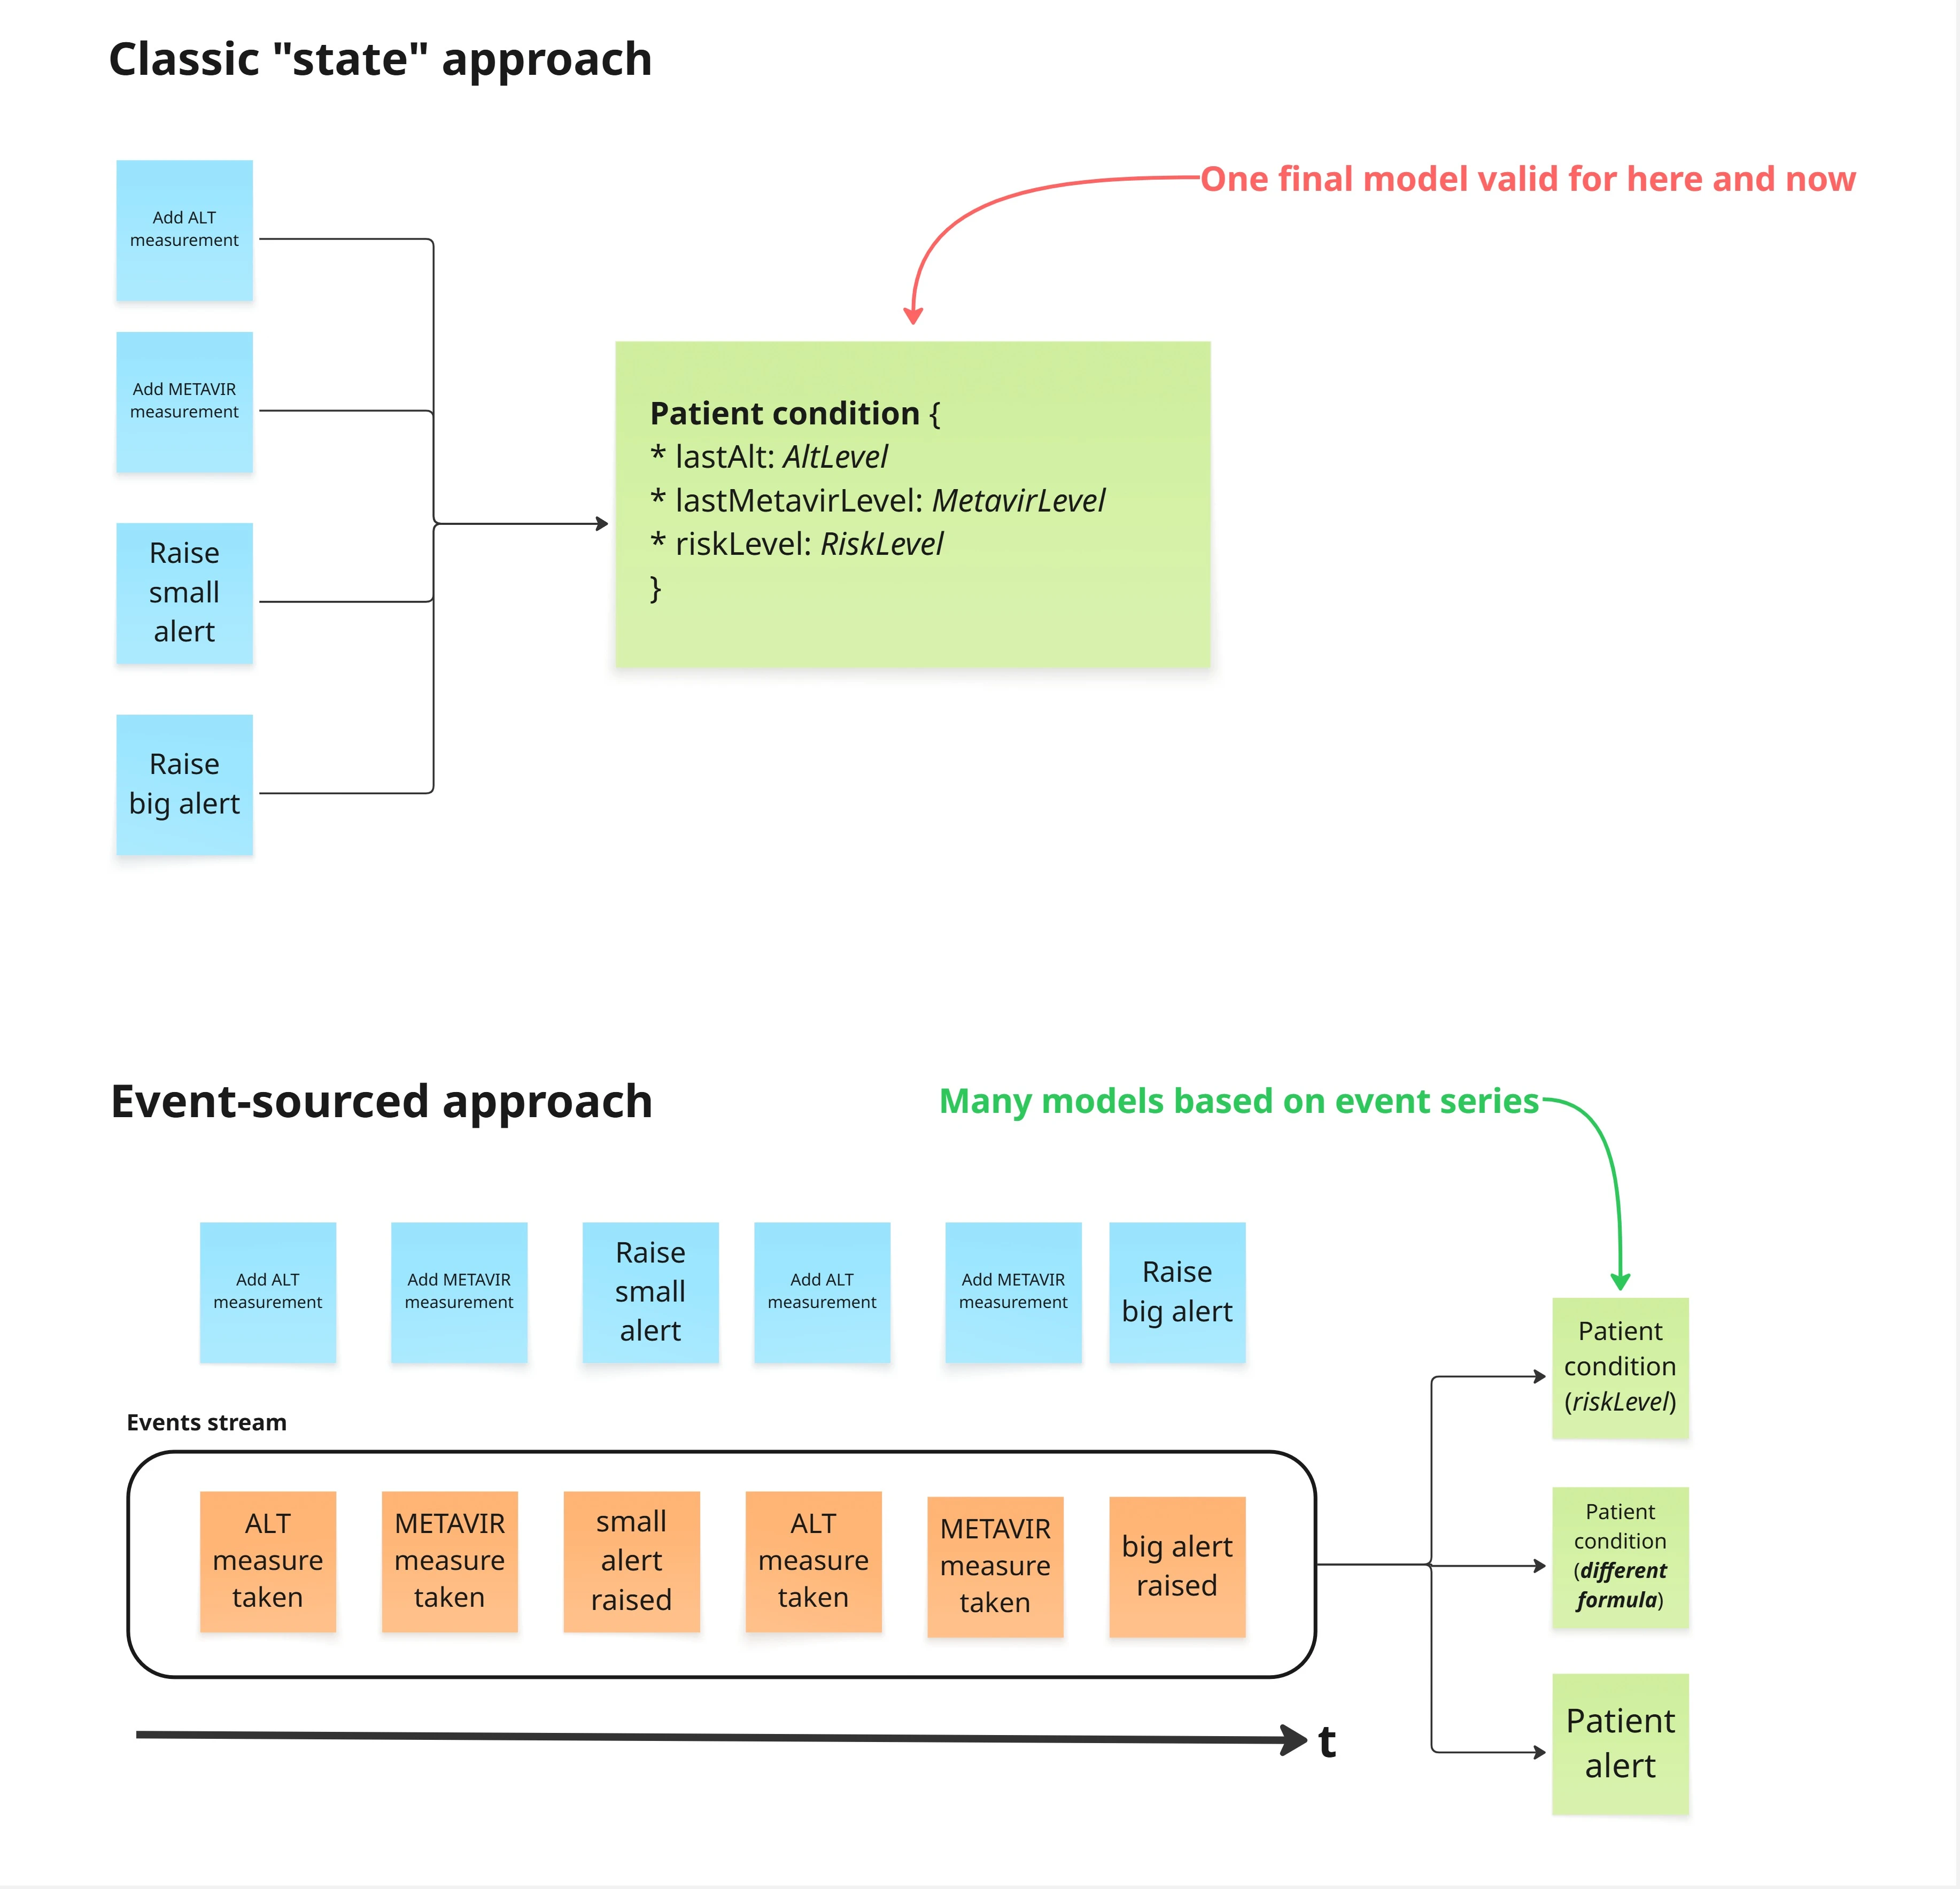 Classic "state" approach
One final model valid for here and now
Add ALT
measurement
Add METAVIR
measurement
Raise
small
alert
Raise
big alert
Patient condition {
* lastAlt: AltLevel
* lastMetavirLevel: MetavirLevel
* riskLevel: RiskLevel
}
Event-sourced approach
Many models based on event series
Add ALT
measurement
Add METAVIR
measurement
Raise
small
alert
Add ALT
measurement
Add METAVIR
measurement
Raise
big alert
Events stream
ALT
measure
taken
METAVIR
measure
taken
small
alert
raised
ALT
measure
taken
METAVIR
measure
taken
big alert
raised
t
Patient
condition
(riskLevel)
Patient
condition
(different
formula)
Patient
alert